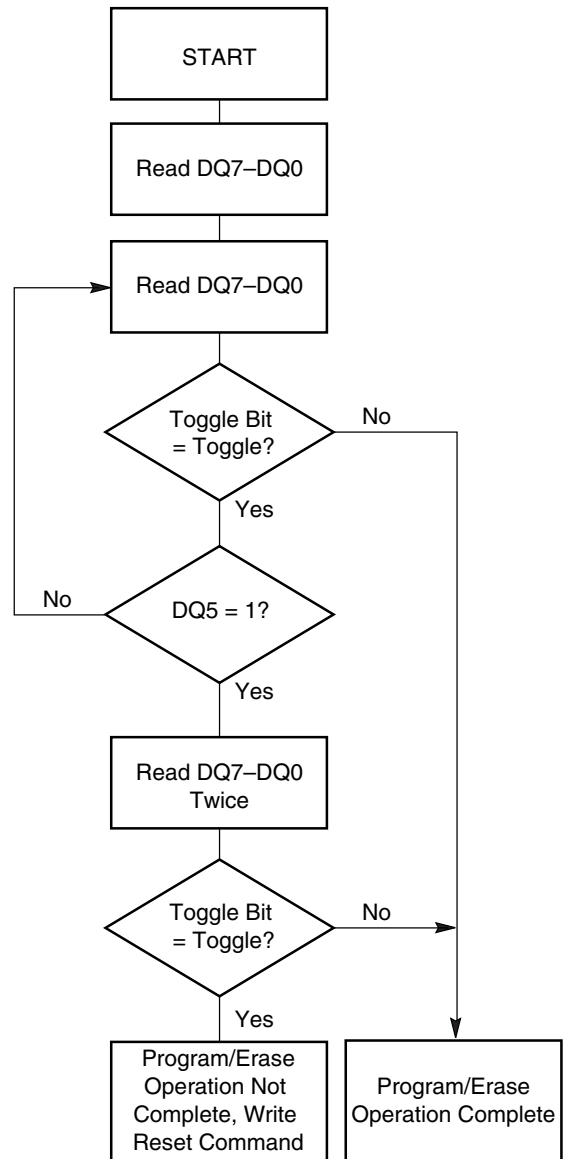 START
Read DQ7–DQ0
Read DQ7–DQ0
Toggle Bit
= Toggle?
No
Yes
No
DQ5 = 1?
Yes
Read DQ7–DQ0
Twice
Toggle Bit
= Toggle?
No
Yes
Program/Erase
Operation Not
Complete, Write
Reset Command
Program/Erase
Operation Complete